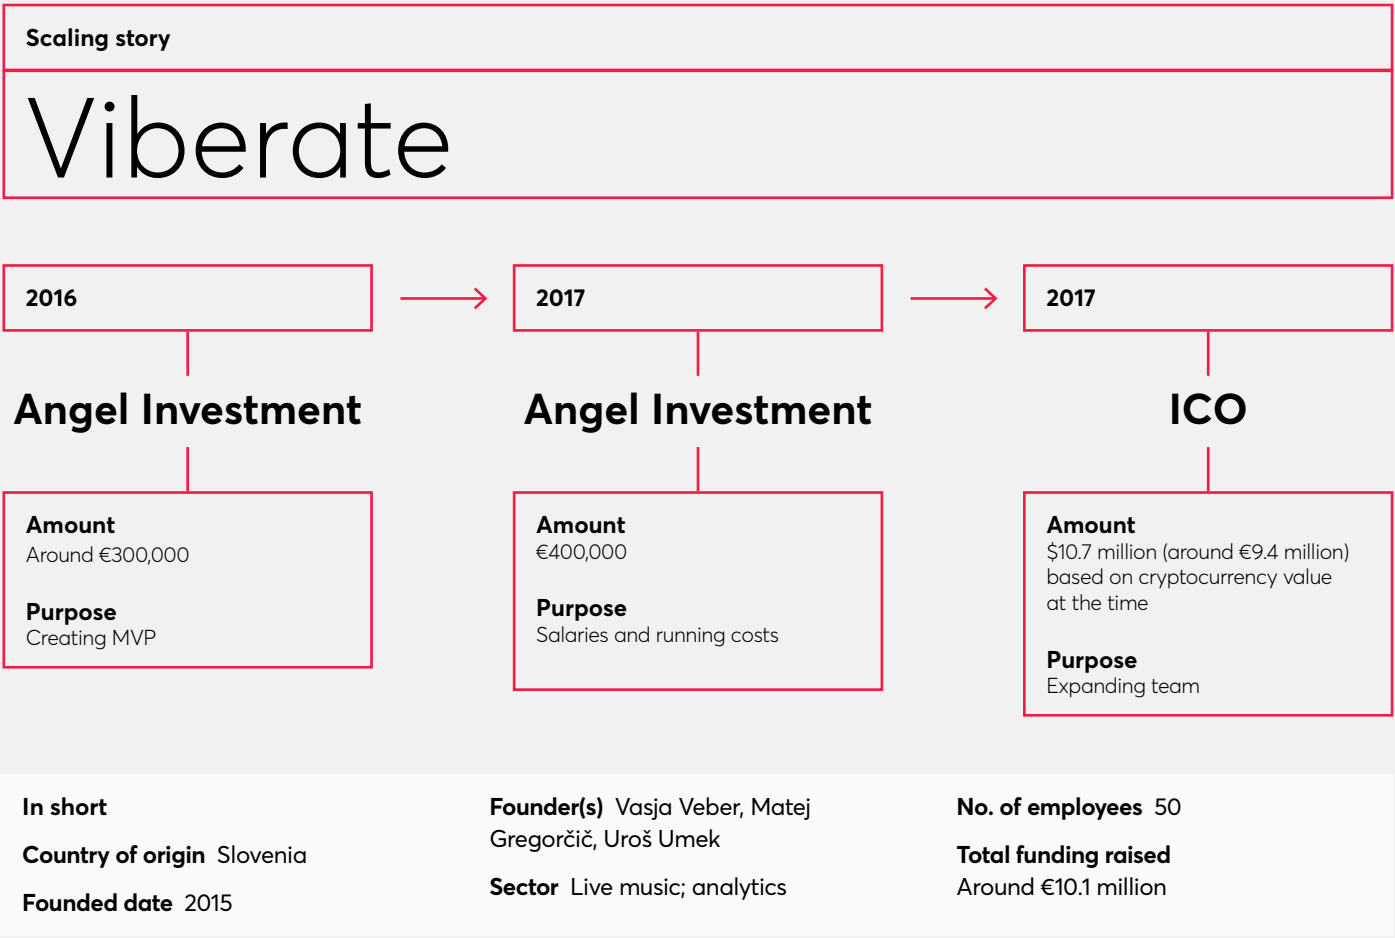 Scaling story
Viberate
2016
2017
2017
Angel Investment
Angel Investment
ICO
Amount
Around €300,000
Purpose
Creating MVP
Amount
€400,000
Purpose
Salaries and running costs
Amount
$10.7 million (around €9.4 million)
based on cryptocurrency value
at the time
Purpose
Expanding team
In short
Country of origin Slovenia
Founded date 2015
Founder(s) Vasja Veber, Matej
Gregorčič, Uroš Umek
Sector Live music; analytics
No. of employees 50
Total funding raised
Around €10.1 million